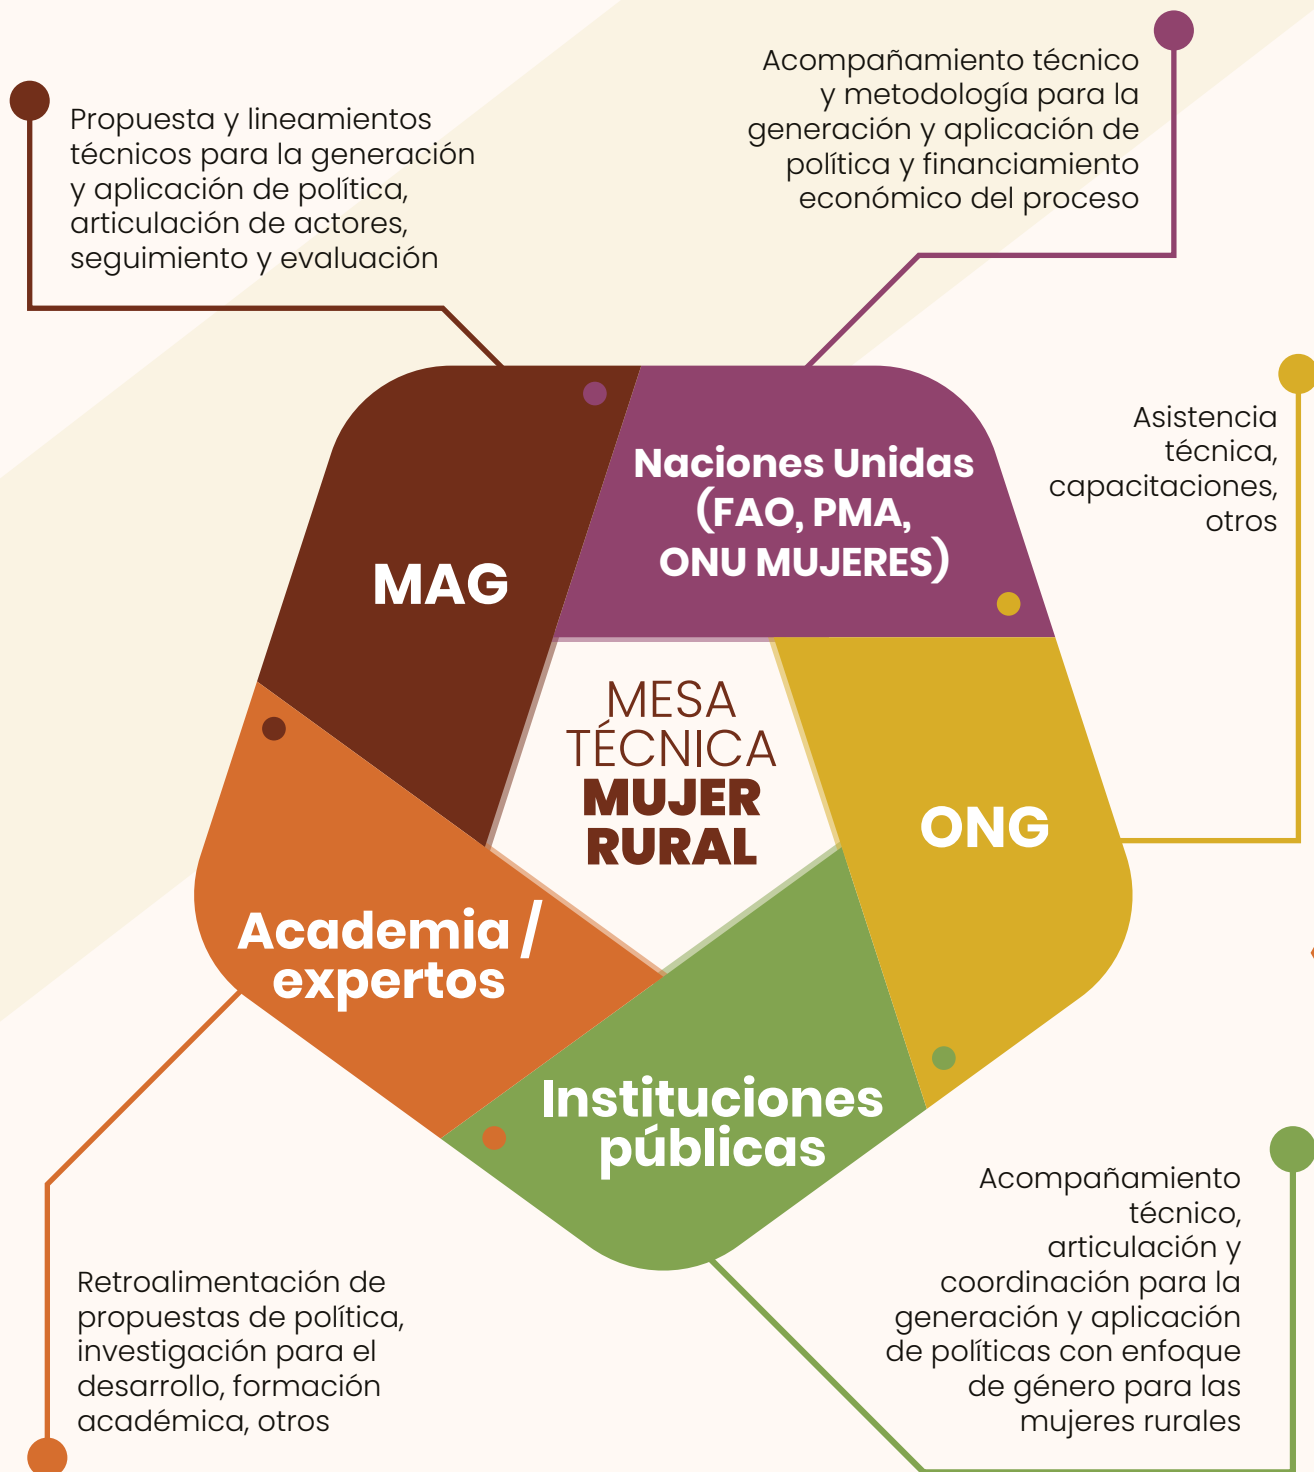 Propuesta y lineamientos
técnicos para la generación
y aplicación de política,
articulación de actores,
seguimiento y evaluación
Acompañamiento técnico
y metodología para la
generación y aplicación de
política y financiamiento
económico del proceso
Asistencia
técnica,
capacitaciones,
otros
MAG
Naciones Unidas
(FAO, PMA,
ONU MUJERES)
MESA
TÉCNICA
MUJER
RURAL
ONG
Academia /
expertos
Instituciones
públicas
Retroalimentación de
propuestas de política,
investigación para el
desarrollo, formación
académica, otros
Acompañamiento
técnico,
articulación y
coordinación para la
generación y aplicación
de políticas con enfoque
de género para las
mujeres rurales